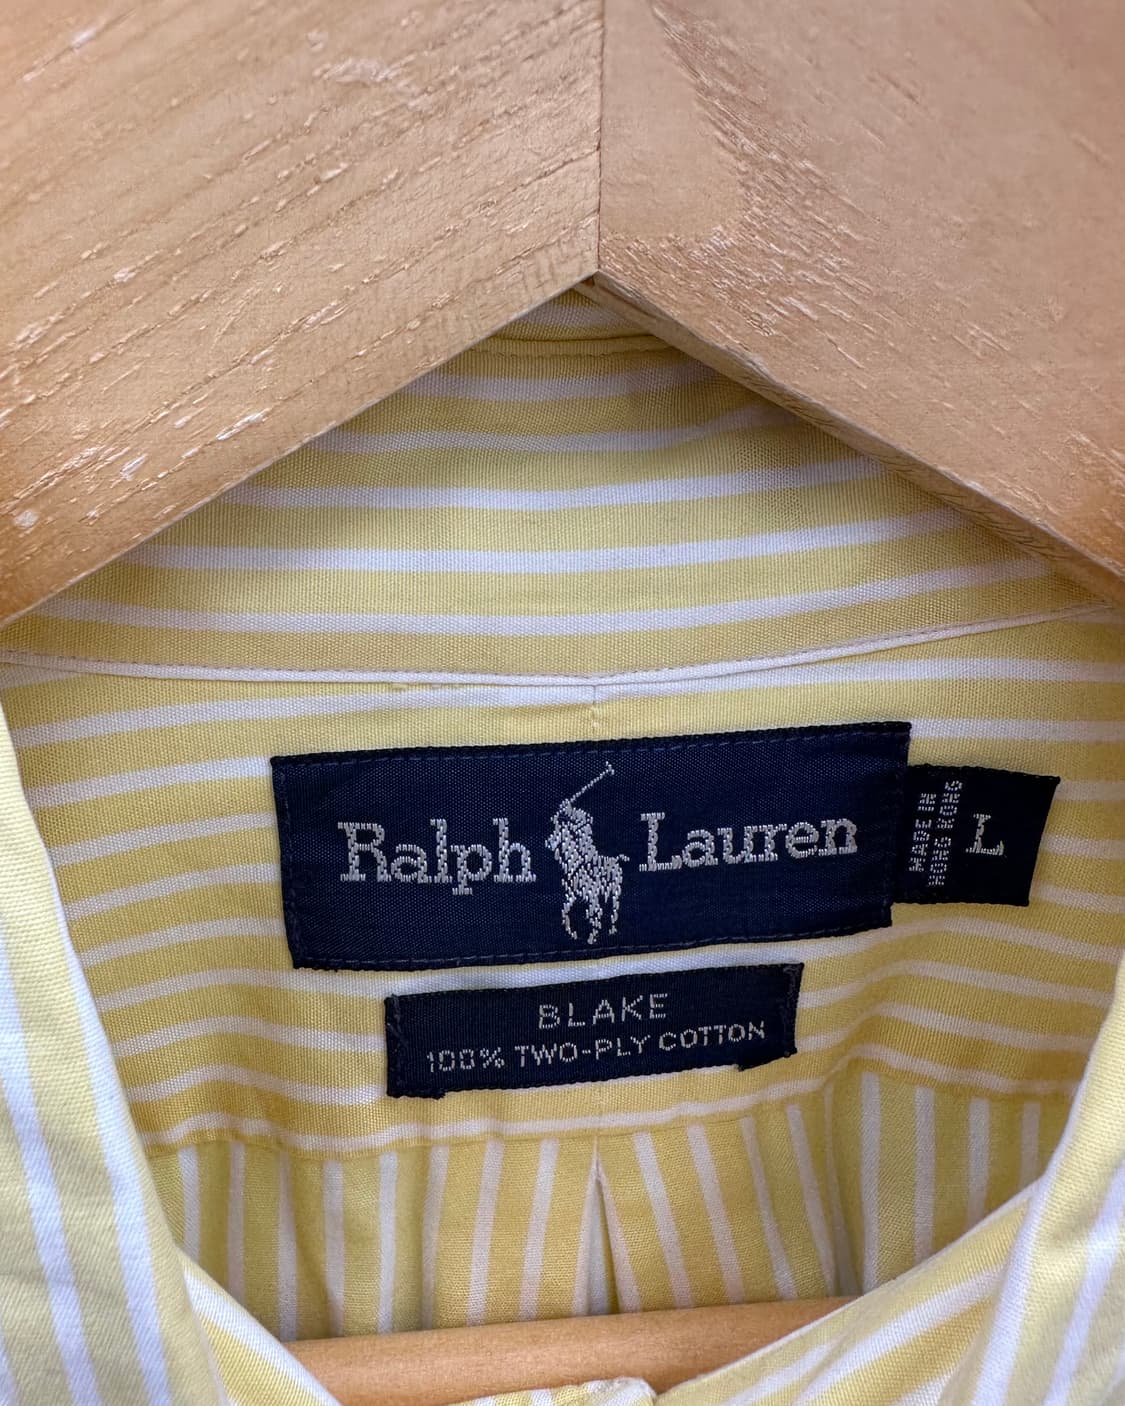 Ralph Lauren
MADE IN
HONG KONG
L
BLAKE
100% TWO-PLY COTTON